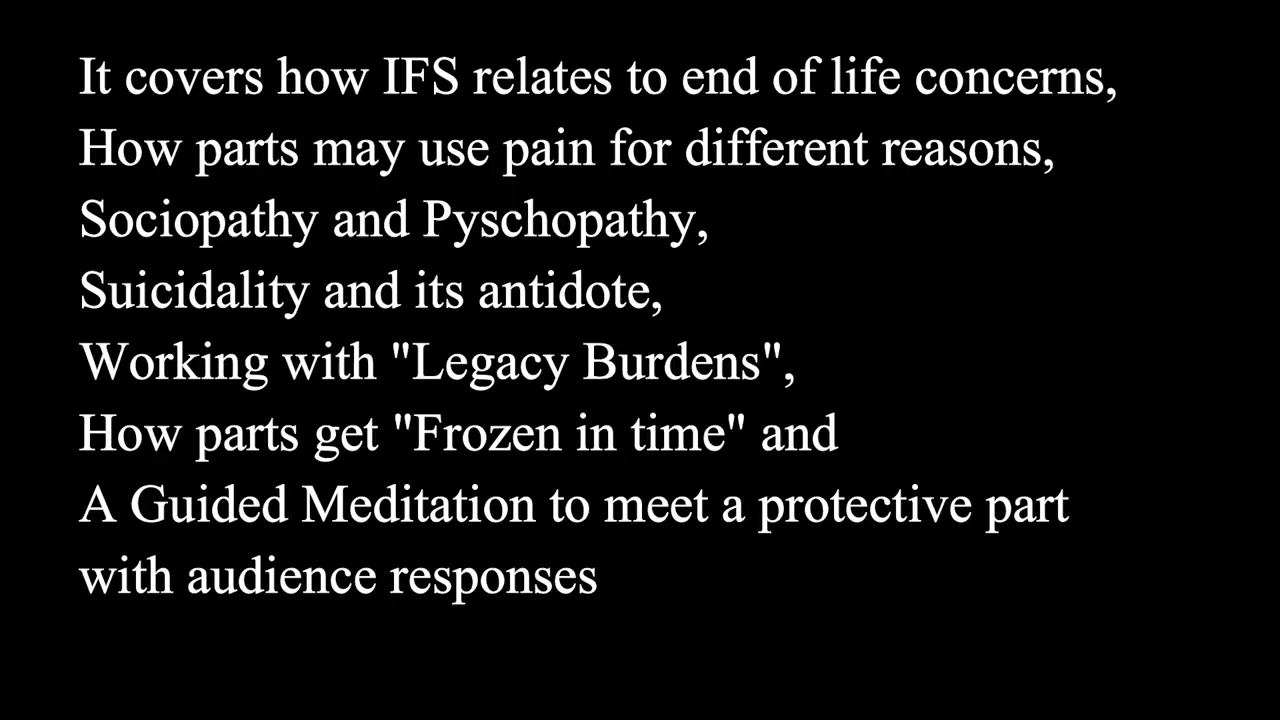 It covers how IFS relates to end of life concerns,
How parts may use pain for different reasons,
Sociopathy and Pyschopathy,
Suicidality and its antidote,
Working with "Legacy Burdens",
How parts get "Frozen in time" and
A Guided Meditation to meet a protective part
with audience responses